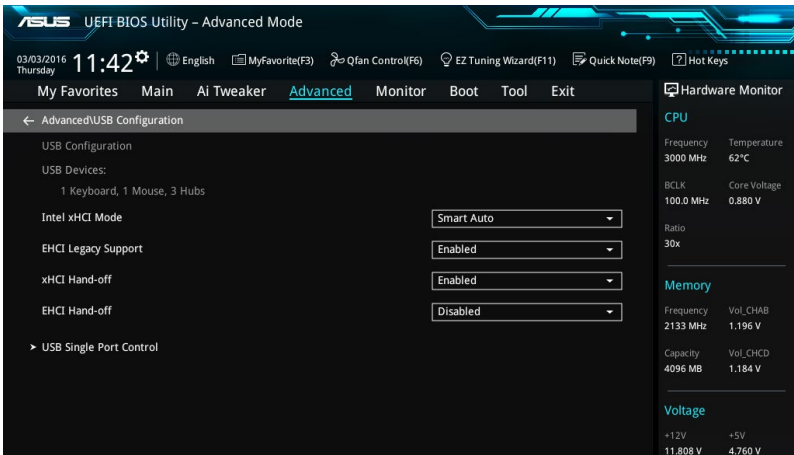 ASUS UEFI BIOS Utility – Advanced Mode
03/03/2016
Thursday
11:42
English
MyFavorite(F3)
Qfan Control(F6)
EZ Tuning Wizard(F11)
Quick Note(F9)
? Hot Keys
My Favorites
Main
Ai Tweaker
Advanced
Monitor
Boot
Tool
Exit
← Advanced\USB Configuration
USB Configuration
USB Devices:
1 Keyboard, 1 Mouse, 3 Hubs
Intel xHCI Mode Smart Auto
EHCI Legacy Support Enabled
xHCI Hand-off Enabled
EHCI Hand-off Disabled
> USB Single Port Control
Hardware Monitor
CPU
Frequency Temperature
3000 MHz 62°C
BCLK Core Voltage
100.0 MHz 0.880 V
Ratio
30x
Memory
Frequency Vol_CHAB
2133 MHz 1.196 V
Capacity Vol_CHCD
4096 MB 1.184 V
Voltage
+12V +5V
11.808 V 4.760 V